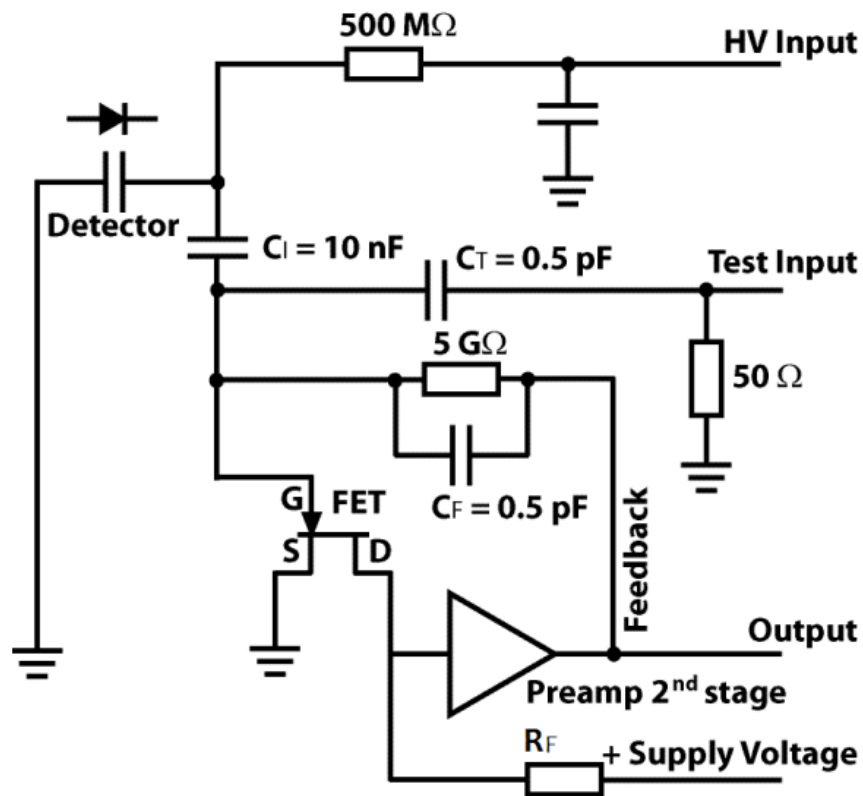 500 MΩ
HV Input
Detector
CI = 10 nF
CT = 0.5 pF
Test Input
5 GΩ
50 Ω
CF = 0.5 pF
G
FET
S
D
Feedback
Output
Preamp 2nd stage
RF
+ Supply Voltage